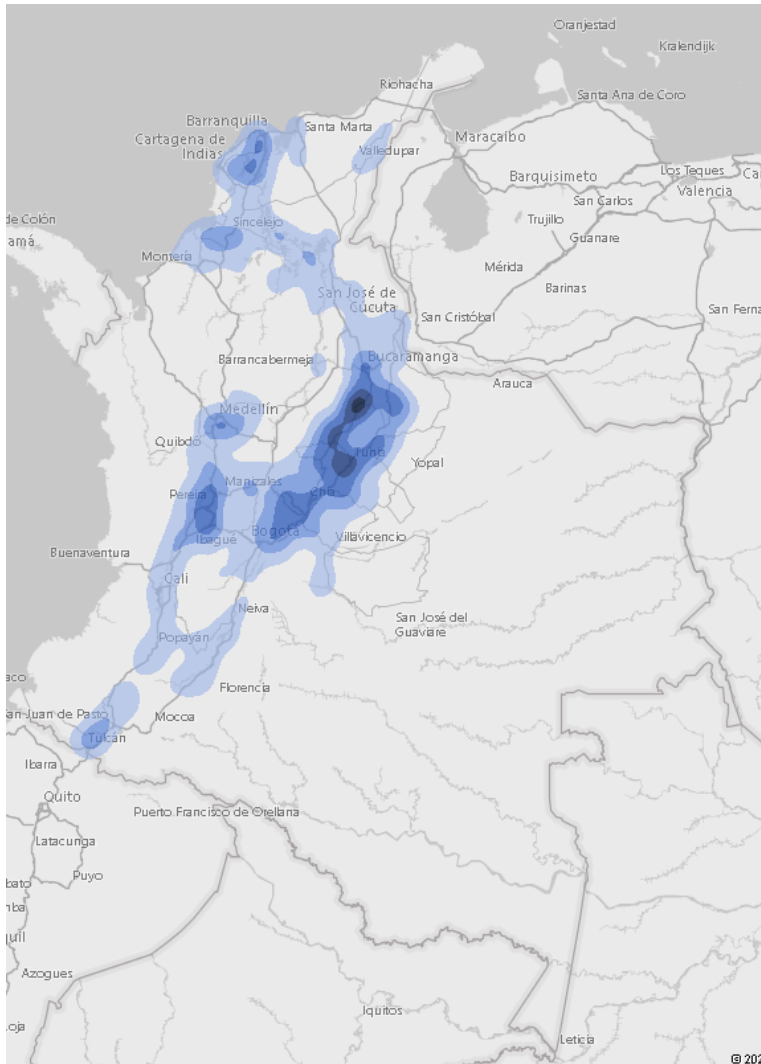 Oranjestad
Kralendijk
Riohacha
Santa Ana de Coro
Barranquilla
Santa Marta
Cartagena de
Indias
Maracaibo
Valledupar
Barquisimeto
Los Teques
Valencia
San Carlos
de Colón
Sincelejo
Trujillo
Guanare
Montería
Mérida
Barinas
San José de
Cúcuta
San Cristóbal
San Ferna
Barrancabermeja
Bucaramanga
Arauca
Medellín
Quibdó
Tunja
Yopal
Manizales
Pereira
Chía
Ibagué
Bogotá
Villavicencio
Buenaventura
Cali
Neiva
San José del
Guaviare
Popayán
Florencia
San Juan de Pasto
Mocoa
Tulcán
Ibarra
Quito
Puerto Francisco de Orellana
Latacunga
Puyo
Azogues
Iquitos
Leticia